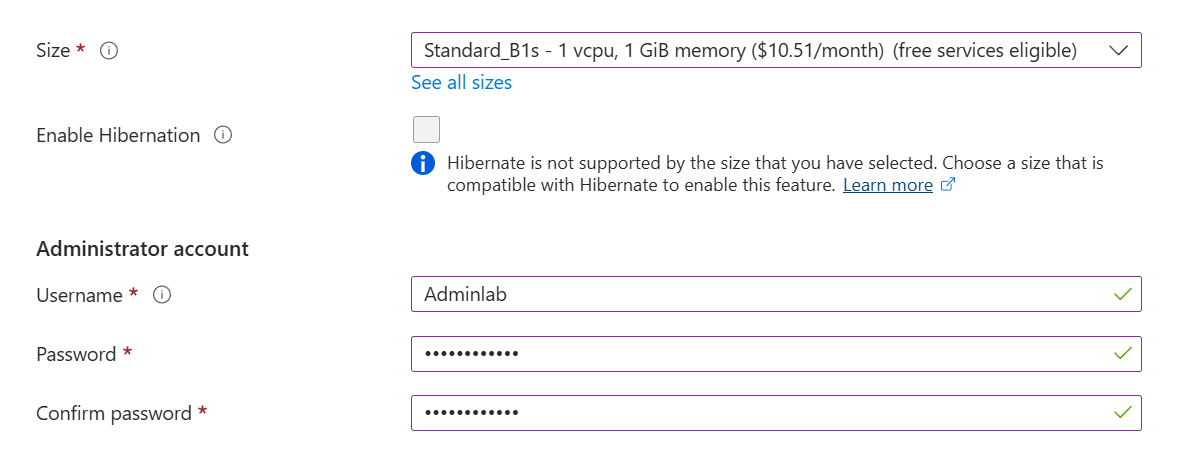 Size *
Standard_B1s - 1 vcpu, 1 GiB memory ($10.51/month) (free services eligible)
See all sizes
Enable Hibernation
Hibernate is not supported by the size that you have selected. Choose a size that is
compatible with Hibernate to enable this feature. Learn more
Administrator account
Username *
Adminlab
Password *
••••••••••••
Confirm password *
••••••••••••